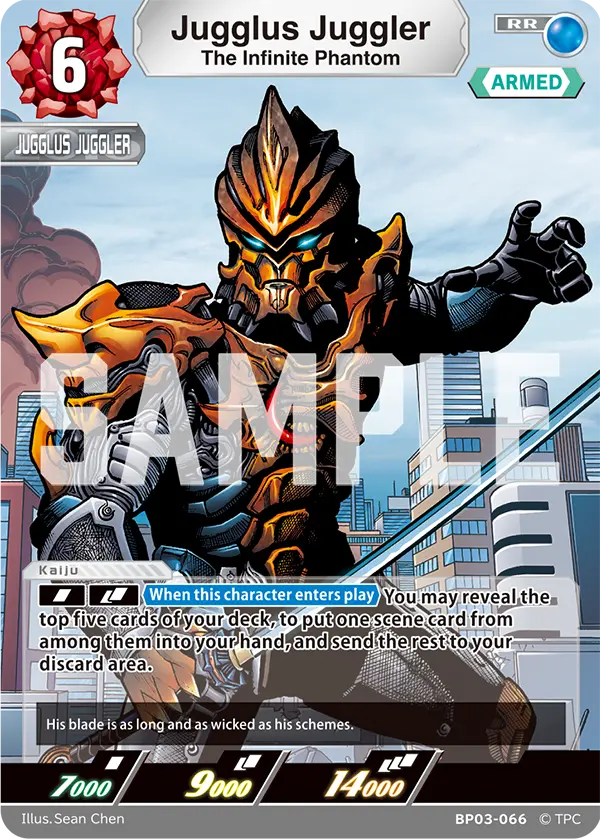 Jugglus Juggler
The Infinite Phantom
6
RR
ARMED
JUGGLUS JUGGLER
SAMPLE
Kaiju
When this character enters play You may reveal the
top five cards of your deck, to put one scene card from
among them into your hand, and send the rest to your
discard area.
His blade is as long and as wicked as his schemes.
7000
9000
14000
Illus.Sean Chen
BP03-066 © TPC